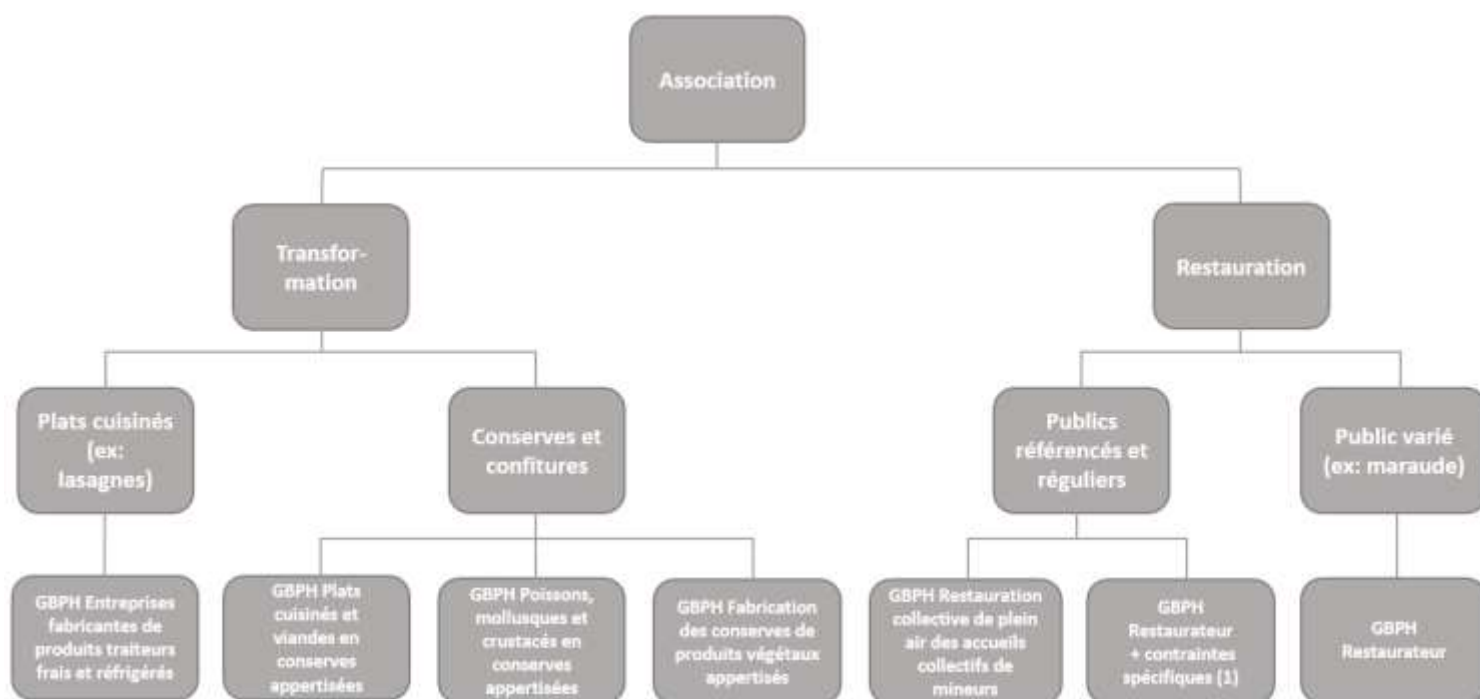 Association
Transfor-
mation
Restauration
Plats cuisinés
(ex:
lasagnes)
Conserves et
confitures
Publics
référencés et
réguliers
Public varié
(ex: maraude)
GBPH Entreprises
fabricantes de
produits traiteurs
frais et réfrigérés
GBPH Plats
cuisinés et
viandes en
conserves
appertisées
GBPH Poissons,
mollusques et
crustacés en
conserves
appertisées
GBPH Fabrication
des conserves de
produits végétaux
appertisés
GBPH Restauration
collective de plein
air des accueils
collectifs de
mineurs
GBPH
Restaurateur
+ contraintes
spécifiques (1)
GBPH
Restaurateur